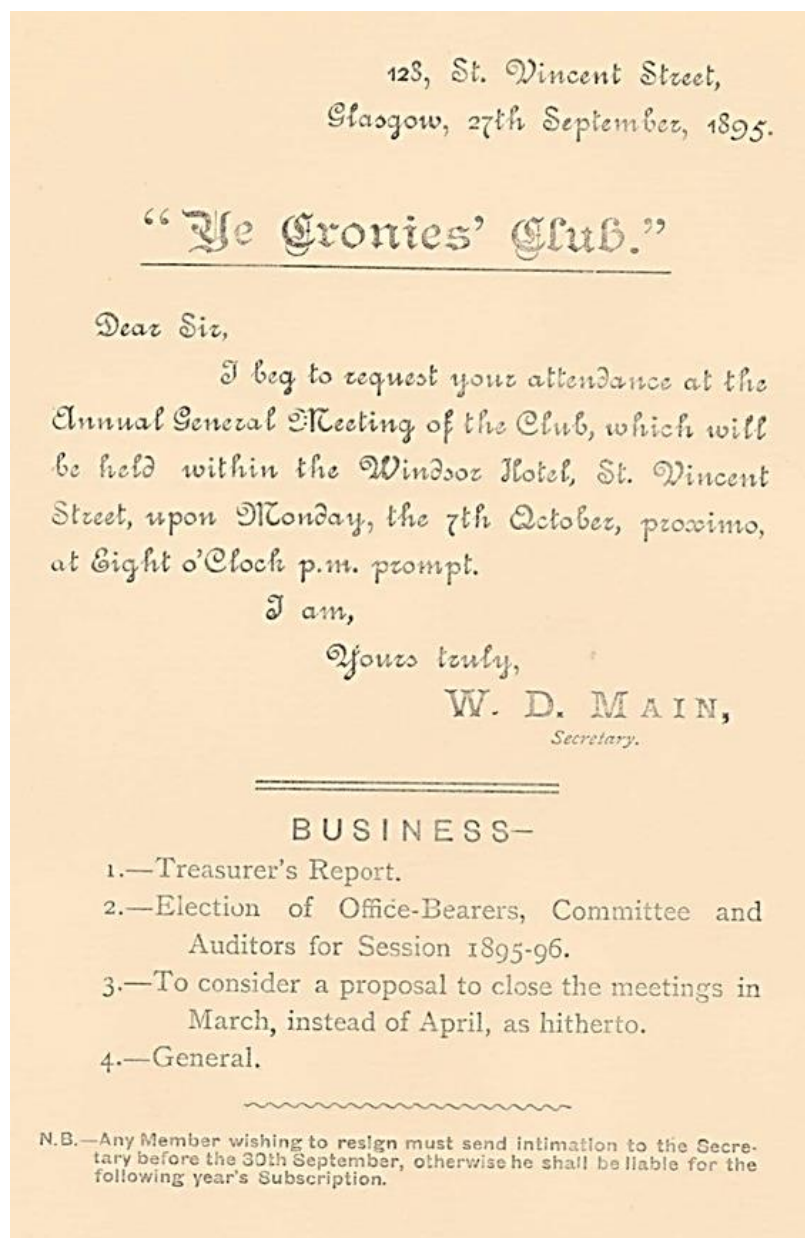 128, St. Vincent Street,
Glasgow, 27th September, 1895.
"Ye Cronies' Club."
Dear Sir,
I beg to request your attendance at the
Annual General Meeting of the Club, which will
be held within the Windsor Hotel, St. Vincent
Street, upon Monday, the 7th October, proximo,
at Eight o'Clock p.m. prompt.
I am,
Yours truly,
W. D. MAIN,
Secretary.
BUSINESS—
1.—Treasurer's Report.
2.—Election of Office-Bearers, Committee and
Auditors for Session 1895-96.
3.—To consider a proposal to close the meetings in
March, instead of April, as hitherto.
4.—General.
N.B.—Any Member wishing to resign must send intimation to the Secre-
tary before the 30th September, otherwise he shall be liable for the
following year's Subscription.